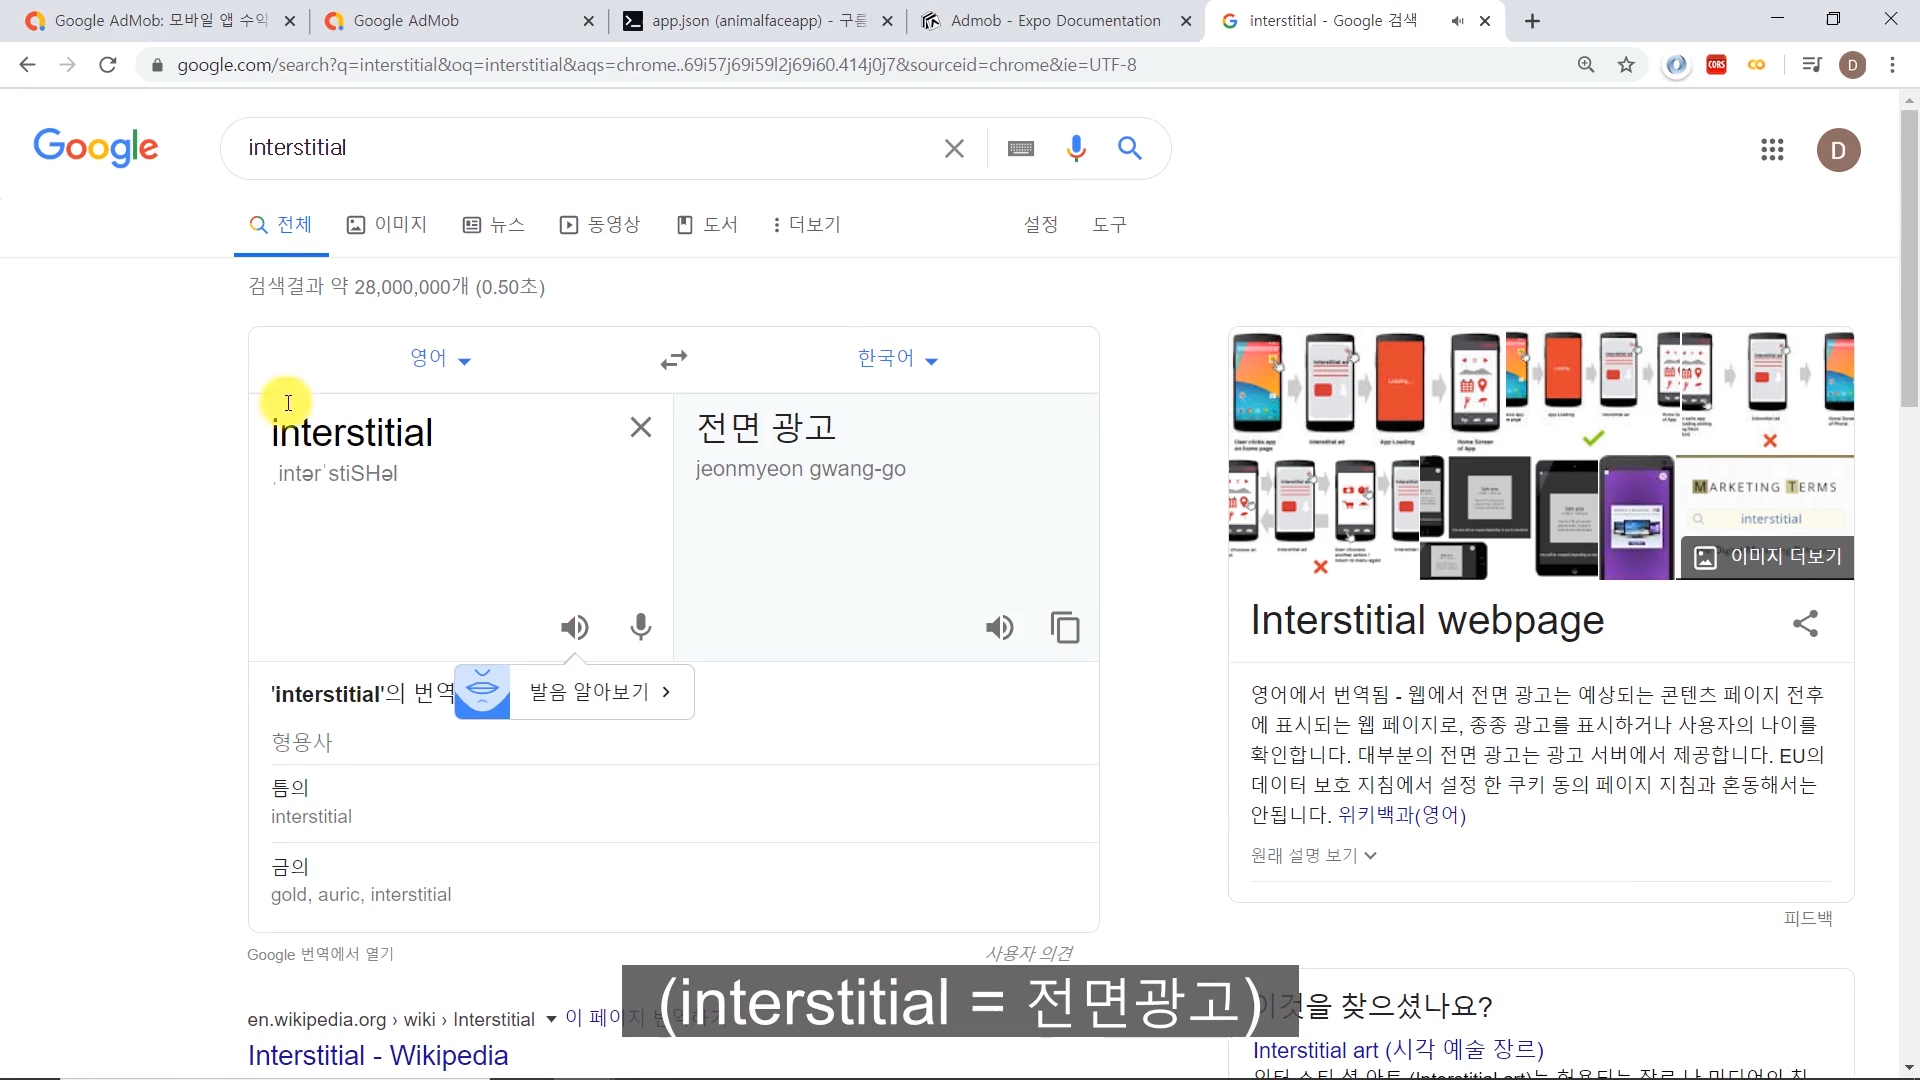 Google AdMob: 모바일 앱 수익
Google AdMob
app.json (animalfaceapp) - 구름
Admob - Expo Documentation
interstitial - Google 검색
google.com/search?q=interstitial&oq=interstitial&aqs=chrome..69i57j69i59l2j69i60.414j0j7&sourceid=chrome&ie=UTF-8
CORS
D
Google
interstitial
D
전체
이미지
뉴스
동영상
도서
더보기
설정
도구
검색결과 약 28,000,000개 (0.50초)
영어
한국어
interstitial
ˌintərˈstiSHəl
전면 광고
jeonmyeon gwang-go
발음 알아보기
'interstitial'의 번역
형용사
틈의
interstitial
금의
gold, auric, interstitial
Google 번역에서 열기
사용자 의견
en.wikipedia.org › wiki › Interstitial
이 페이지
Interstitial - Wikipedia
MARKETING TERMS
interstitial
이미지 더보기
Interstitial webpage
영어에서 번역됨 - 웹에서 전면 광고는 예상되는 콘텐츠 페이지 전후
에 표시되는 웹 페이지로, 종종 광고를 표시하거나 사용자의 나이를
확인합니다. 대부분의 전면 광고는 광고 서버에서 제공합니다. EU의
데이터 보호 지침에서 설정 한 쿠키 동의 페이지 지침과 혼동해서는
안됩니다. 위키백과(영어)
원래 설명 보기
피드백
것을 찾으셨나요?
Interstitial art (시각 예술 장르)
(interstitial = 전면광고)